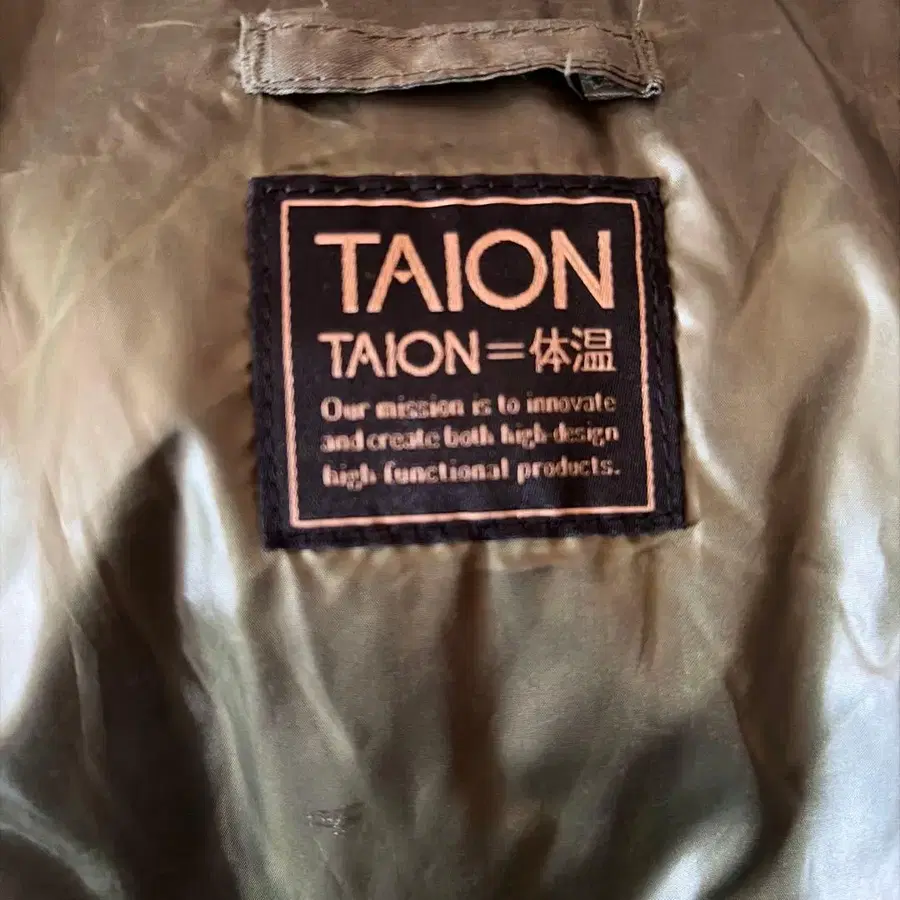 TAION
TAION=体温
Our mission is to innovate
and create both high-design
high functional products.